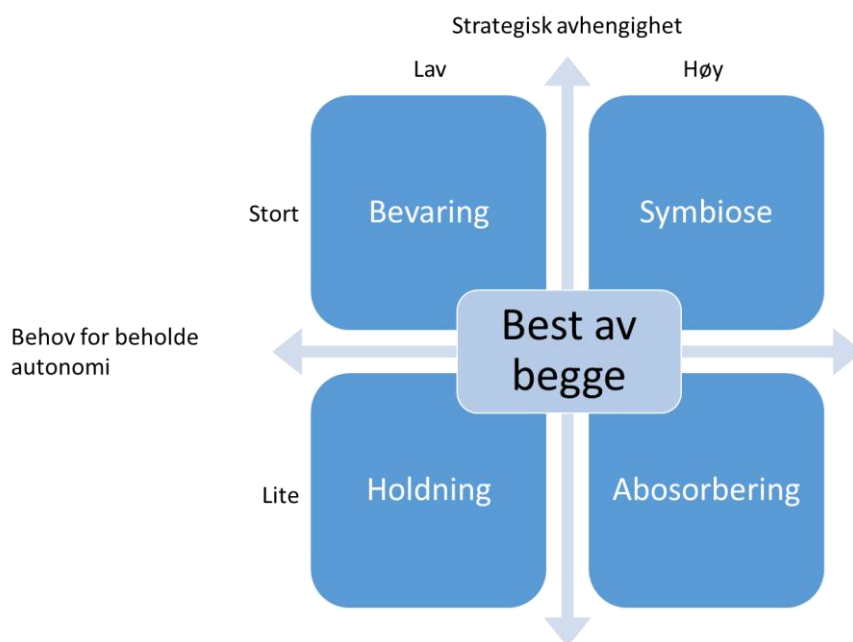 Strategisk avhengighet
Lav
Høy
Stort
Bevaring
Symbiose
Behov for beholde
autonomi
Best av
begge
Lite
Holdning
Abosorbering